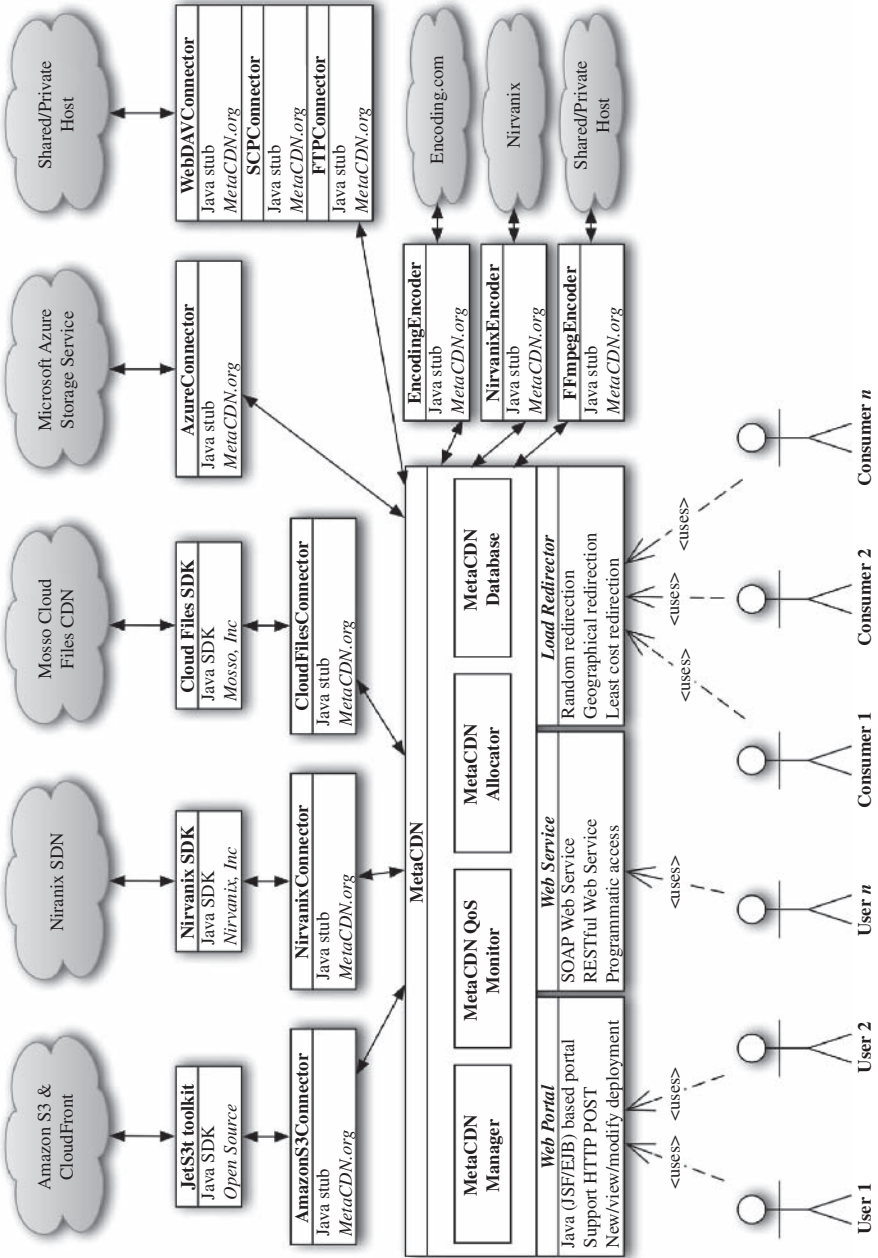 Amazon S3 &
CloudFront
Niranix SDN
Mosso Cloud
Files CDN
Microsoft Azure
Storage Service
Shared/Private
Host
JetS3t toolkit
Java SDK
Open Source
Nirvanix SDK
Java SDK
Nirvanix, Inc
Cloud Files SDK
Java SDK
Mosso, Inc
AzureConnector
Java stub
MetaCDN.org
WebDAVConnector
Java stub
MetaCDN.org
SCPConnector
Java stub
MetaCDN.org
FTPConnector
Java stub
MetaCDN.org
AmazonS3Connector
Java stub
MetaCDN.org
NirvanixConnector
Java stub
MetaCDN.org
CloudFilesConnector
Java stub
MetaCDN.org
MetaCDN
MetaCDN
Manager
MetaCDN QoS
Monitor
MetaCDN
Allocator
MetaCDN
Database
EncodingEncoder
Java stub
MetaCDN.org
Encoding.com
NirvanixEncoder
Java stub
MetaCDN.org
Nirvanix
FFmpegEncoder
Java stub
MetaCDN.org
Shared/Private
Host
Web Portal
Java (JSF/EJB) based portal
Support HTTP POST
New/view/modify deployment
Web Service
SOAP Web Service
RESTful Web Service
Programmatic access
Load Redirector
Random redirection
Geographical redirection
Least cost redirection
<uses>
<uses>
<uses>
<uses>
<uses>
<uses>
User 1
User 2
User n
Consumer 1
Consumer 2
Consumer n